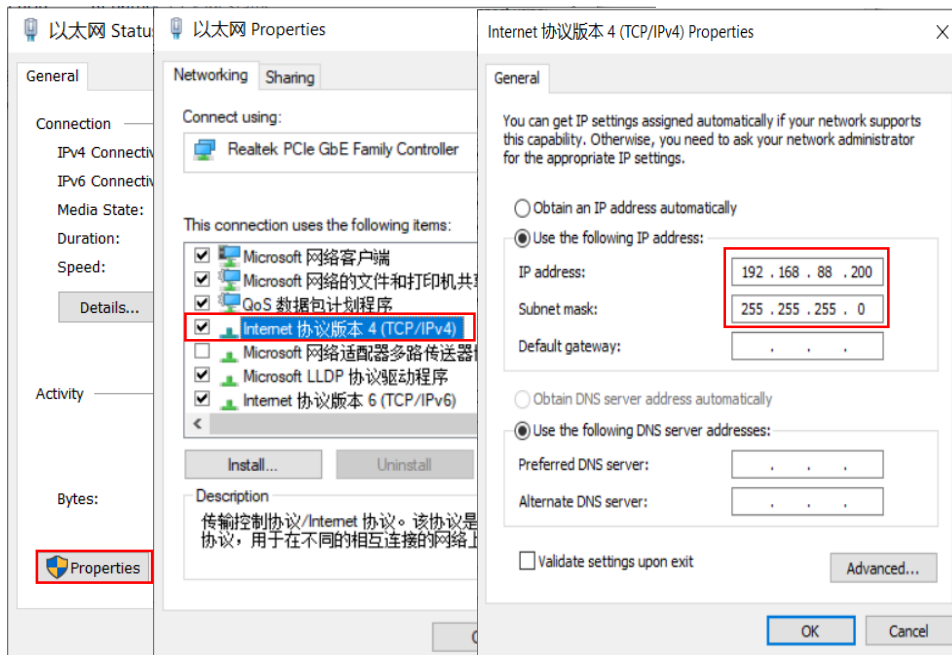 以太网 Status
General
Connection
IPv4
IPv6
Media State:
Duration:
Speed:
Details...
Activity
Bytes:
Properties
以太网 Properties
Networking
Sharing
Connect using:
Realtek PCIe GbE Family Controller
This connection uses the following items:
Microsoft 网络客户端
Microsoft 网络的文件和打印机共
QoS 数据包计划程序
Internet 协议版本 4 (TCP/IPv4)
Microsoft 网络适配器多路传送器
Microsoft LLDP 协议驱动程序
Internet 协议版本 6 (TCP/IPv6)
Install...
Uninstall
Description
传输控制协议/Internet 协议。该协议是
协议，用于在不同的相互连接的网络上
Internet 协议版本 4 (TCP/IPv4) Properties
General
You can get IP settings assigned automatically if your network supports
this capability. Otherwise, you need to ask your network administrator
for the appropriate IP settings.
Obtain an IP address automatically
Use the following IP address:
IP address:
192 . 168 . 88 . 200
Subnet mask:
255 . 255 . 255 . 0
Default gateway:
. . .
Obtain DNS server address automatically
Use the following DNS server addresses:
Preferred DNS server:
. . .
Alternate DNS server:
. . .
Validate settings upon exit
Advanced...
OK
Cancel